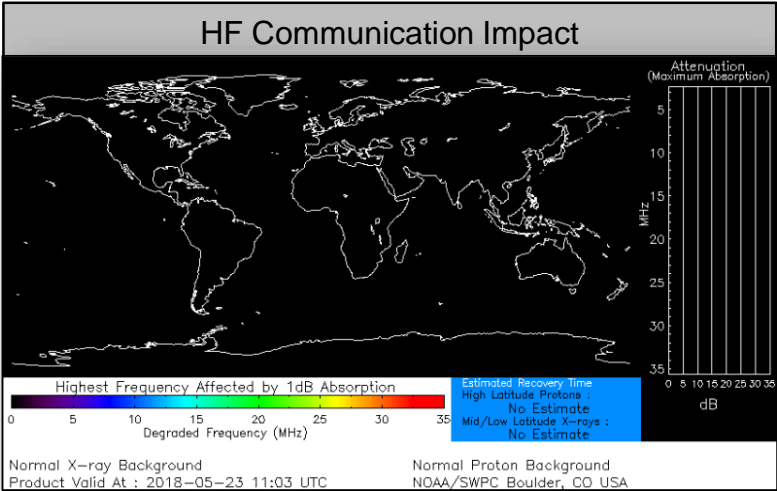 HF Communication Impact
Attenuation
(Maximum Absorption)
5
10
15
20
25
30
35
MHz
0 5 10 15 20 25 30 35
dB
Highest Frequency Affected by 1dB Absorption
0 5 10 15 20 25 30 35
Degraded Frequency (MHz)
Estimated Recovery Time
High Latitude Protons :
No Estimate
Mid/Low Latitude X-rays :
No Estimate
Normal X-ray Background
Normal Proton Background
Product Valid At : 2018-05-23 11:03 UTC
NOAA/SWPC Boulder, CO USA